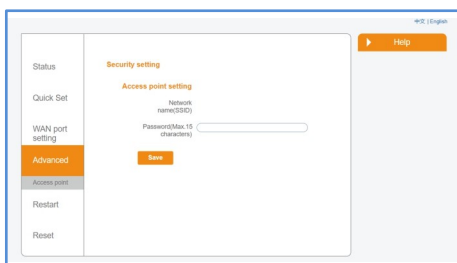 中文 | English
Help
Status
Quick Set
WAN port
setting
Advanced
Access point
Restart
Reset
Security setting
Access point setting
Network
name(SSID)
Password(Max.15
characters)
Save